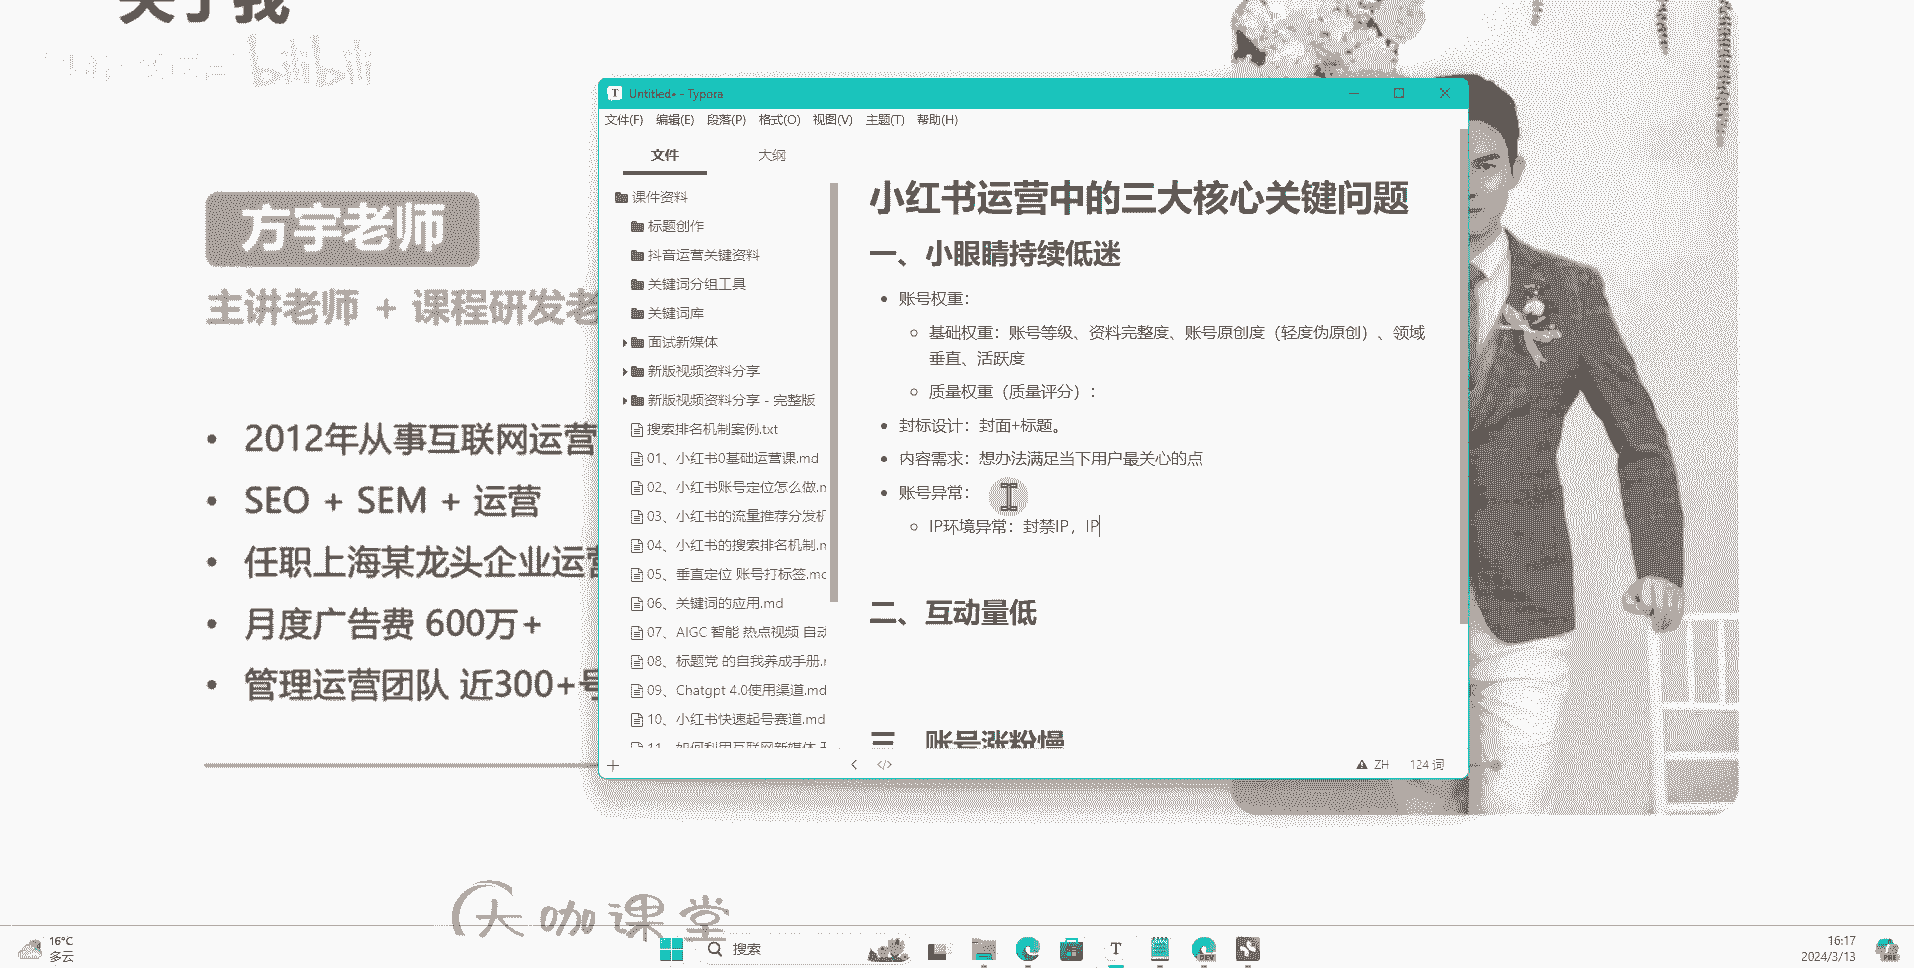 关于我
bilibili
方宇老师
主讲老师 + 课程研发老
2012年从事互联网运营
SEO + SEM + 运营
任职上海某龙头企业运营
月度广告费 600万+
管理运营团队 近300+号
Untitled• - Typora
文件(F) 编辑(E) 段落(P) 格式(O) 视图(V) 主题(T) 帮助(H)
文件 大纲
课件资料
标题创作
抖音运营关键资料
关键词分组工具
关键词库
面试新媒体
新版视频资料分享
新版视频资料分享 - 完整版
搜索排名机制案例.txt
01、小红书0基础运营课.md
02、小红书账号定位怎么做.m
03、小红书的流量推荐分发机
04、小红书的搜索排名机制.m
05、垂直定位 账号打标签.md
06、关键词的应用.md
07、AIGC 智能 热点视频 自动
08、标题党 的自我养成手册.m
09、Chatgpt 4.0使用渠道.md
10、小红书快速起号赛道.md
11、如何利用互联网新媒体
小红书运营中的三大核心关键问题
一、小眼睛持续低迷
账号权重：
基础权重：账号等级、资料完整度、账号原创度（轻度伪原创）、领域
垂直、活跃度
质量权重（质量评分）：
封标设计：封面+标题。
内容需求：想办法满足当下用户最关心的点
账号异常：
IP环境异常：封禁IP，IP
二、互动量低
三、账号涨粉慢
ZH 124 词
大咖课堂
16°C
多云
搜索
16:17
2024/3/13